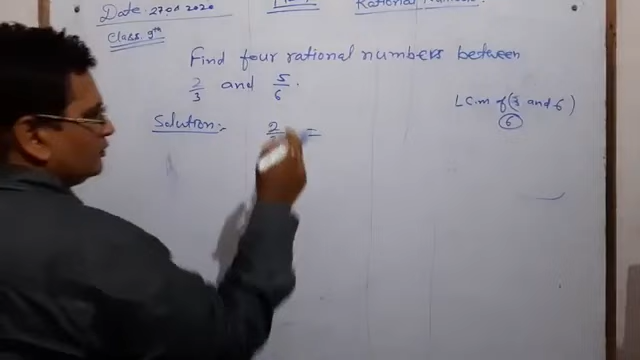 Date: 27.01.2020
Rational Numbers.
Class. 9th
Find four rational numbers between
2/3 and 5/6.
L.C.M of (3 and 6)
6
Solution:-
2 =